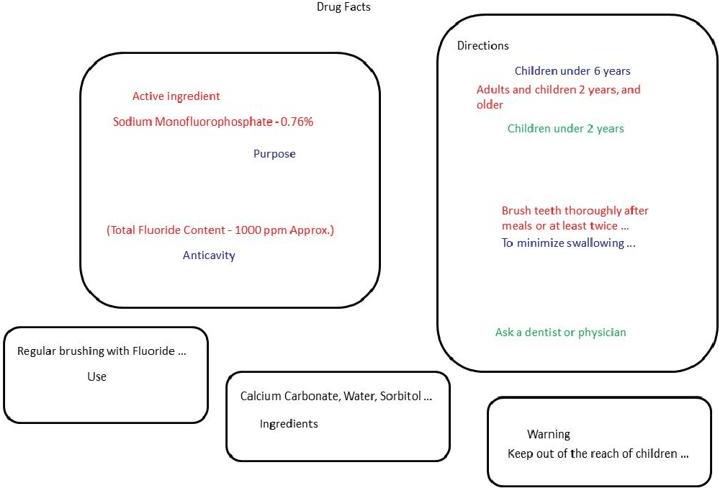 Drug Facts
Active ingredient
Sodium Monofluorophosphate - 0.76%
Purpose
(Total Fluoride Content - 1000 ppm Approx.)
Anticavity
Directions
Children under 6 years
Adults and children 2 years, and
older
Children under 2 years
Brush teeth thoroughly after
meals or at least twice ...
To minimize swallowing ...
Ask a dentist or physician
Regular brushing with Fluoride ...
Use
Calcium Carbonate, Water, Sorbitol ...
Ingredients
Warning
Keep out of the reach of children ...